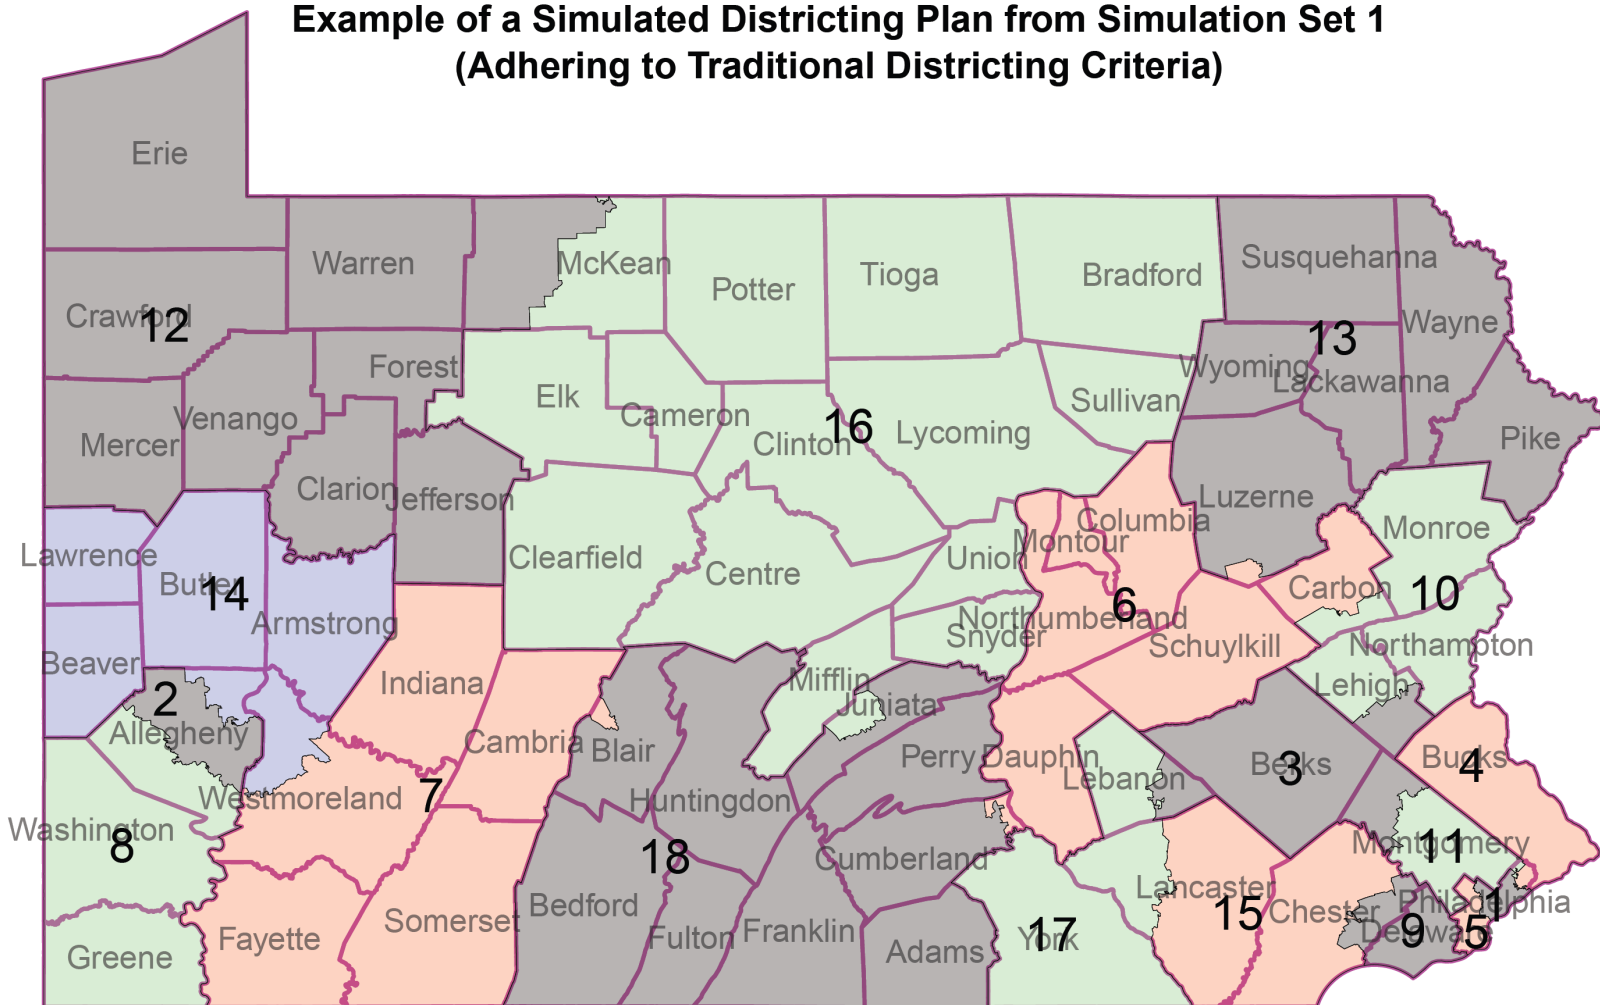 Example of a Simulated Districting Plan from Simulation Set 1
(Adhering to Traditional Districting Criteria)
Erie
Warren
McKean
Potter
Tioga
Bradford
Susquehanna
Wayne
Crawford
12
13
Forest
Wyoming
Lackawanna
Elk
Cameron
Sullivan
Venango
Mercer
Clinton
16
Lycoming
Pike
Clarion
Jefferson
Luzerne
Columbia
Monroe
Lawrence
Butler
14
Clearfield
Centre
Union
Montour
Carbon
10
Armstrong
Northumberland
6
Snyder
Schuylkill
Northampton
Beaver
Indiana
Mifflin
Lehigh
2
Juniata
Allegheny
Cambria
Blair
Perry
Dauphin
Lebanon
Berks
3
Bucks
4
Westmoreland
7
Huntingdon
Washington
8
18
Cumberland
Montgomery
11
Lancaster
15
Chester
Philadelphia
1
Bedford
Somerset
Fayette
Fulton
Franklin
Adams
York
17
Delaware
9
5
Greene